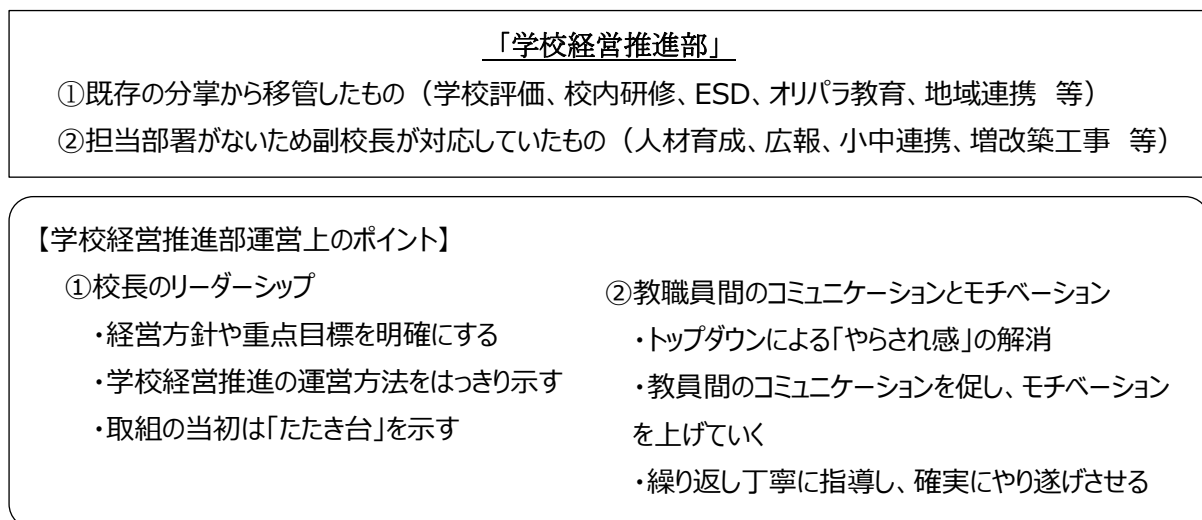 「学校経営推進部」
①既存の分掌から移管したもの（学校評価、校内研修、ESD、オリパラ教育、地域連携　等）
②担当部署がないため副校長が対応していたもの（人材育成、広報、小中連携、増改築工事　等）
【学校経営推進部運営上のポイント】
①校長のリーダーシップ
・経営方針や重点目標を明確にする
・学校経営推進の運営方法をはっきり示す
・取組の当初は「たたき台」を示す
②教職員間のコミュニケーションとモチベーション
・トップダウンによる「やらされ感」の解消
・教員間のコミュニケーションを促し、モチベーション
を上げていく
・繰り返し丁寧に指導し、確実にやり遂げさせる